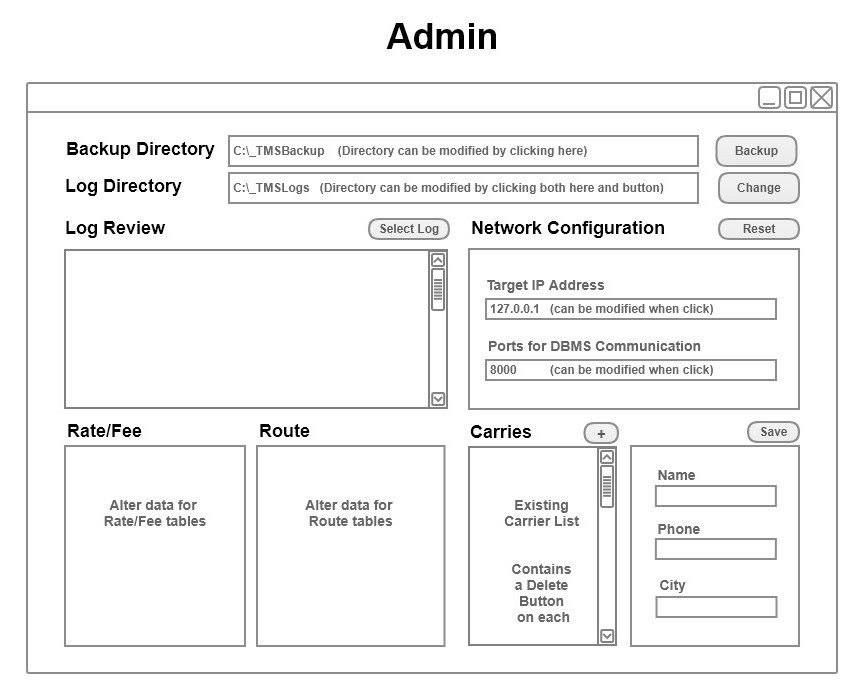 Admin
Backup Directory C:\_TMSBackup (Directory can be modified by clicking here) Backup
Log Directory C:\_TMSLogs (Directory can be modified by clicking both here and button) Change
Log Review Select Log Network Configuration Reset
Target IP Address
127.0.0.1 (can be modified when click)
Ports for DBMS Communication
8000 (can be modified when click)
Rate/Fee Route Carries + Save
Alter data for
Rate/Fee tables
Alter data for
Route tables
Existing
Carrier List
Contains
a Delete
Button
on each
Name
Phone
City